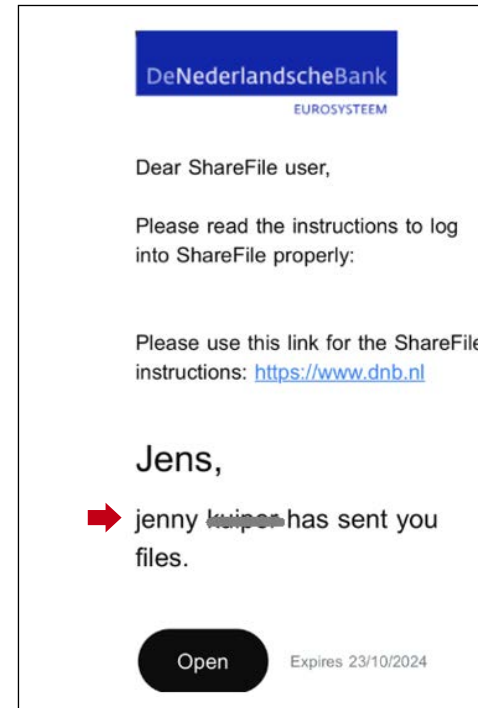 DeNederlandscheBank
EUROSYSTEEM
Dear ShareFile user,
Please read the instructions to log
into ShareFile properly:
Please use this link for the ShareFile
instructions: https://www.dnb.nl
Jens,
jenny has sent you
files.
Open Expires 23/10/2024